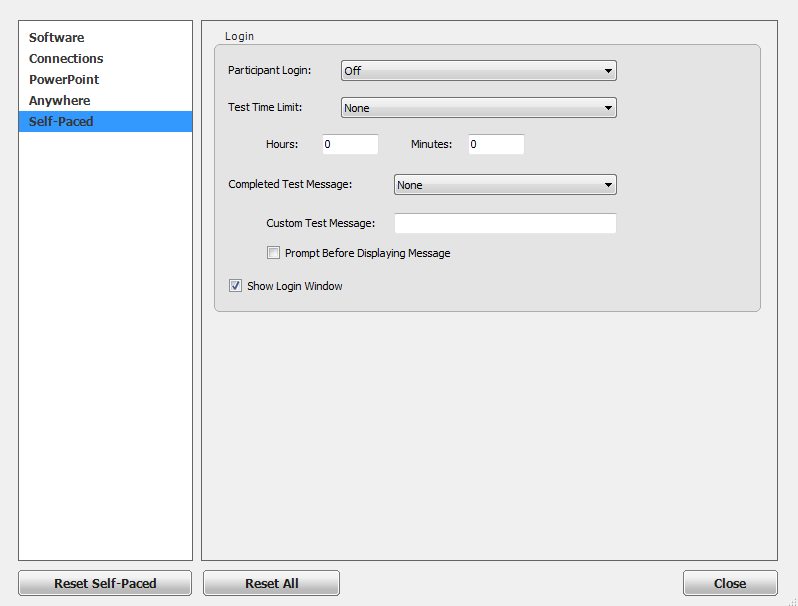 Software
Connections
PowerPoint
Anywhere
Self-Paced
Login
Participant Login: Off
Test Time Limit: None
Hours: 0 Minutes: 0
Completed Test Message: None
Custom Test Message:
Prompt Before Displaying Message
Show Login Window
Reset Self-Paced Reset All Close